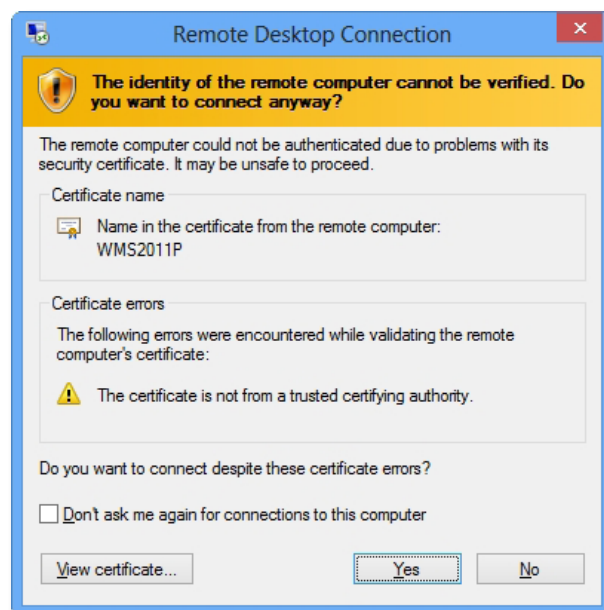 Remote Desktop Connection
The identity of the remote computer cannot be verified. Do
you want to connect anyway?
The remote computer could not be authenticated due to problems with its
security certificate. It may be unsafe to proceed.
Certificate name
Name in the certificate from the remote computer:
WMS2011P
Certificate errors
The following errors were encountered while validating the remote
computer's certificate:
The certificate is not from a trusted certifying authority.
Do you want to connect despite these certificate errors?
Don't ask me again for connections to this computer
View certificate... Yes No